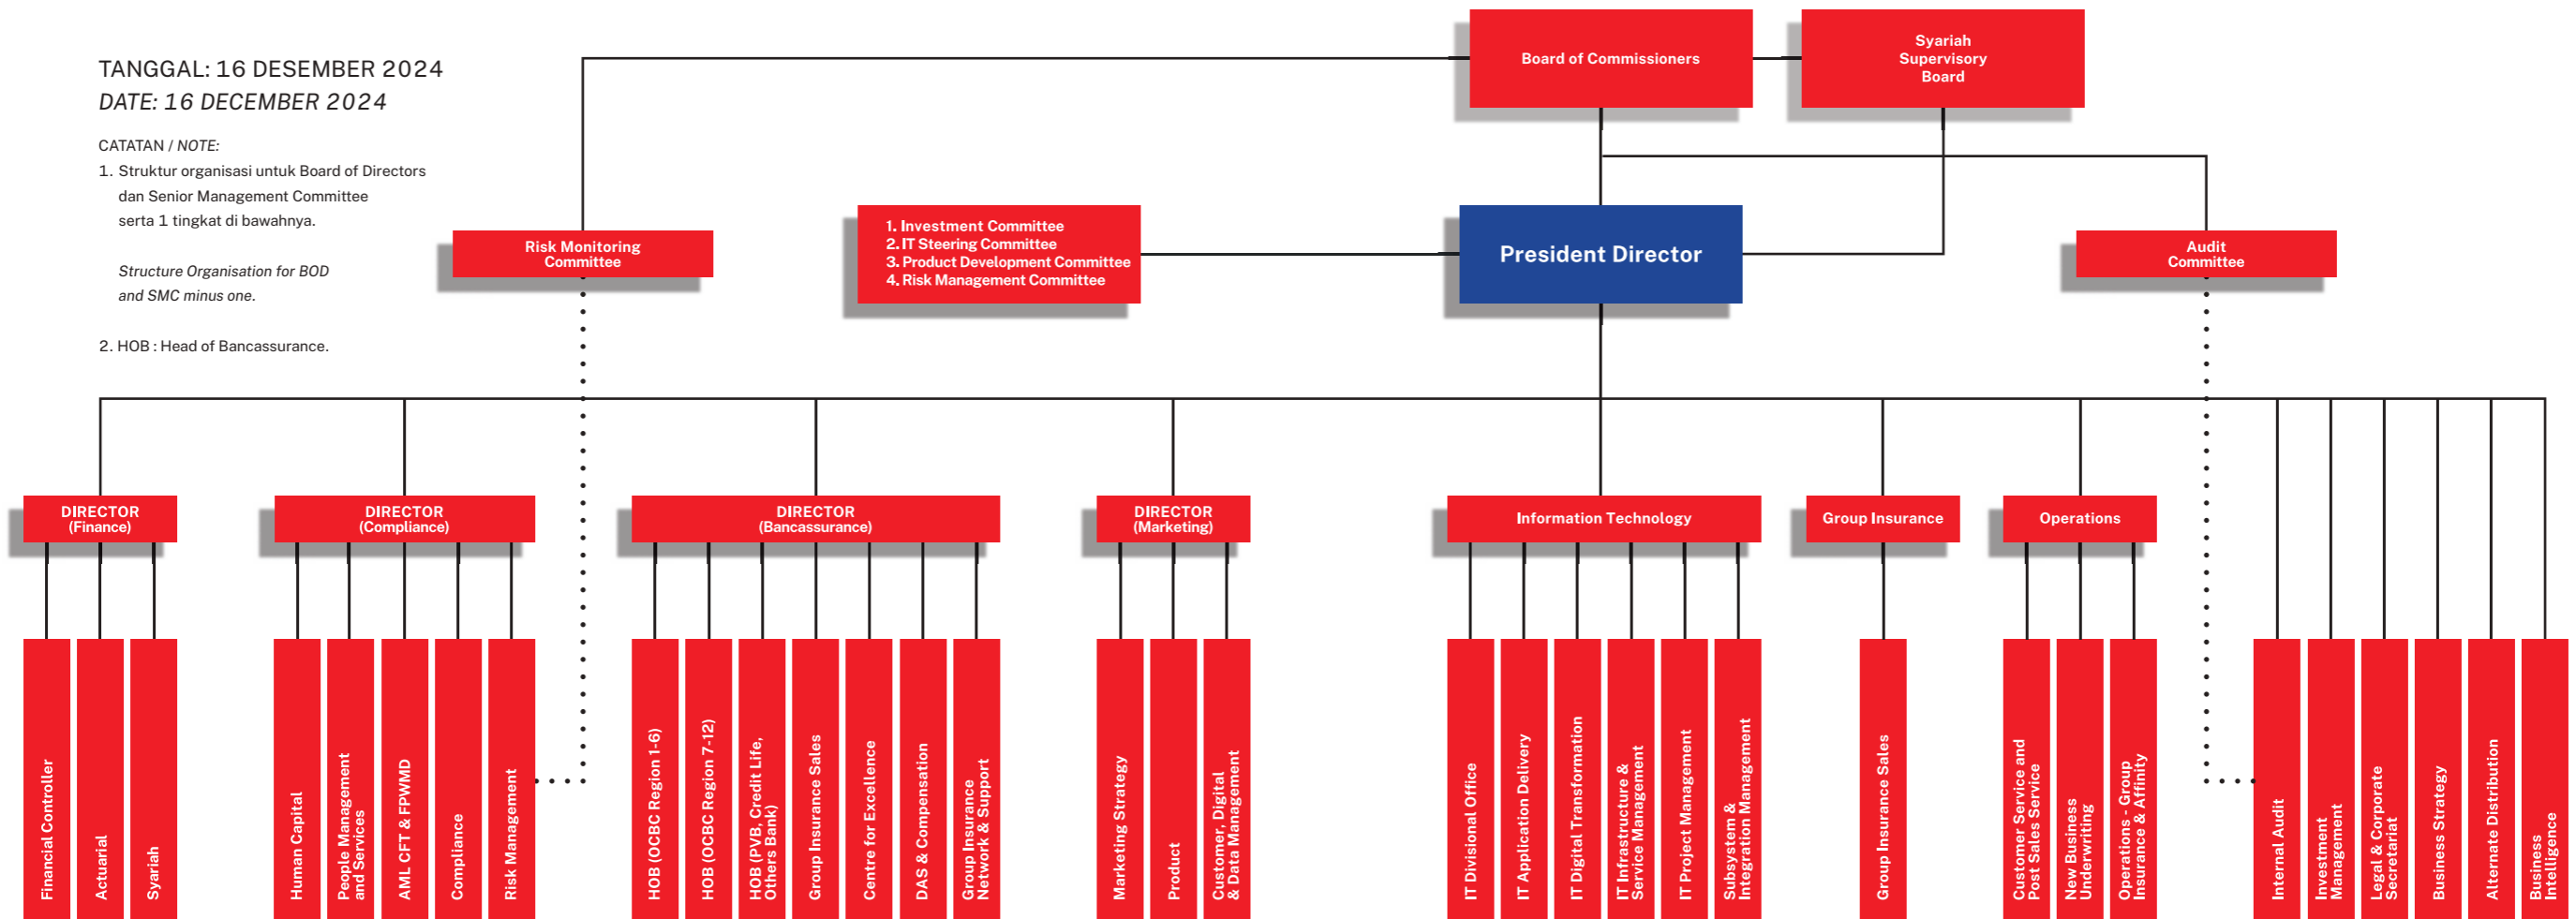 TANGGAL: 16 DESEMBER 2024
DATE: 16 DECEMBER 2024
CATATAN / NOTE:
1. Struktur organisasi untuk Board of Directors
dan Senior Management Committee
serta 1 tingkat di bawahnya.
Structure Organisation for BOD
and SMC minus one.
2. HOB : Head of Bancassurance.
Board of Commissioners
Syariah
Supervisory
Board
Risk Monitoring
Committee
1. Investment Committee
2. IT Steering Committee
3. Product Development Committee
4. Risk Management Committee
President Director
Audit
Committee
DIRECTOR
(Finance)
DIRECTOR
(Compliance)
DIRECTOR
(Bancassurance)
DIRECTOR
(Marketing)
Information Technology
Group Insurance
Operations
Financial Controller
Actuarial
Syariah
Human Capital
People Management
and Services
AML CFT & FPWMD
Compliance
Risk Management
HOB (OCBC Region 1-6)
HOB (OCBC Region 7-12)
HOB (PVB, Credit Life,
Others Bank)
Group Insurance Sales
Centre for Excellence
DAS & Compensation
Group Insurance
Network & Support
Marketing Strategy
Product
Customer, Digital
& Data Management
IT Divisional Office
IT Application Delivery
IT Digital Transformation
IT Infrastructure &
Service Management
IT Project Management
Subsystem &
Integration Management
Group Insurance Sales
Customer Service and
Post Sales Service
New Business
Underwriting
Operations - Group
Insurance & Affinity
Internal Audit
Investment
Management
Legal & Corporate
Secretariat
Business Strategy
Alternate Distribution
Business
Intelligence